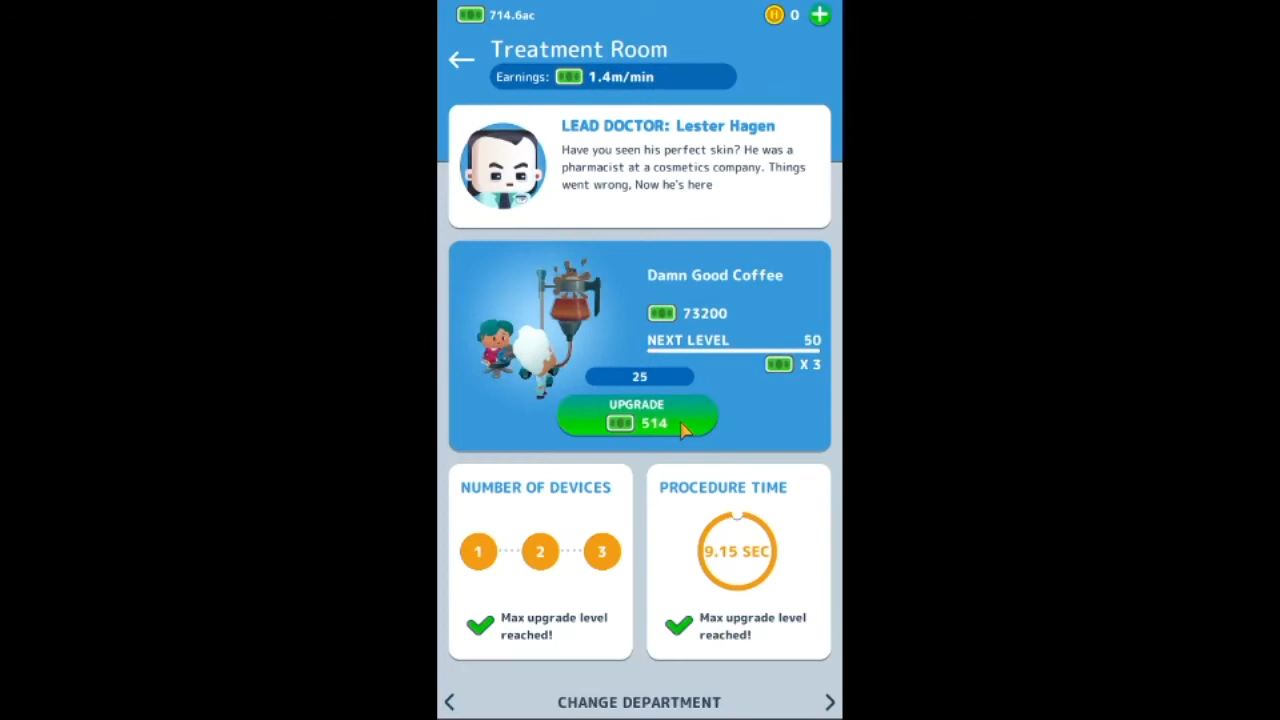 714.6ac
0
Treatment Room
Earnings: 1.4m/min
LEAD DOCTOR: Lester Hagen
Have you seen his perfect skin? He was a
pharmacist at a cosmetics company. Things
went wrong, Now he's here
Damn Good Coffee
73200
NEXT LEVEL 50
X 3
25
UPGRADE
514
NUMBER OF DEVICES
1 2 3
Max upgrade level
reached!
PROCEDURE TIME
9.15 SEC
Max upgrade level
reached!
CHANGE DEPARTMENT